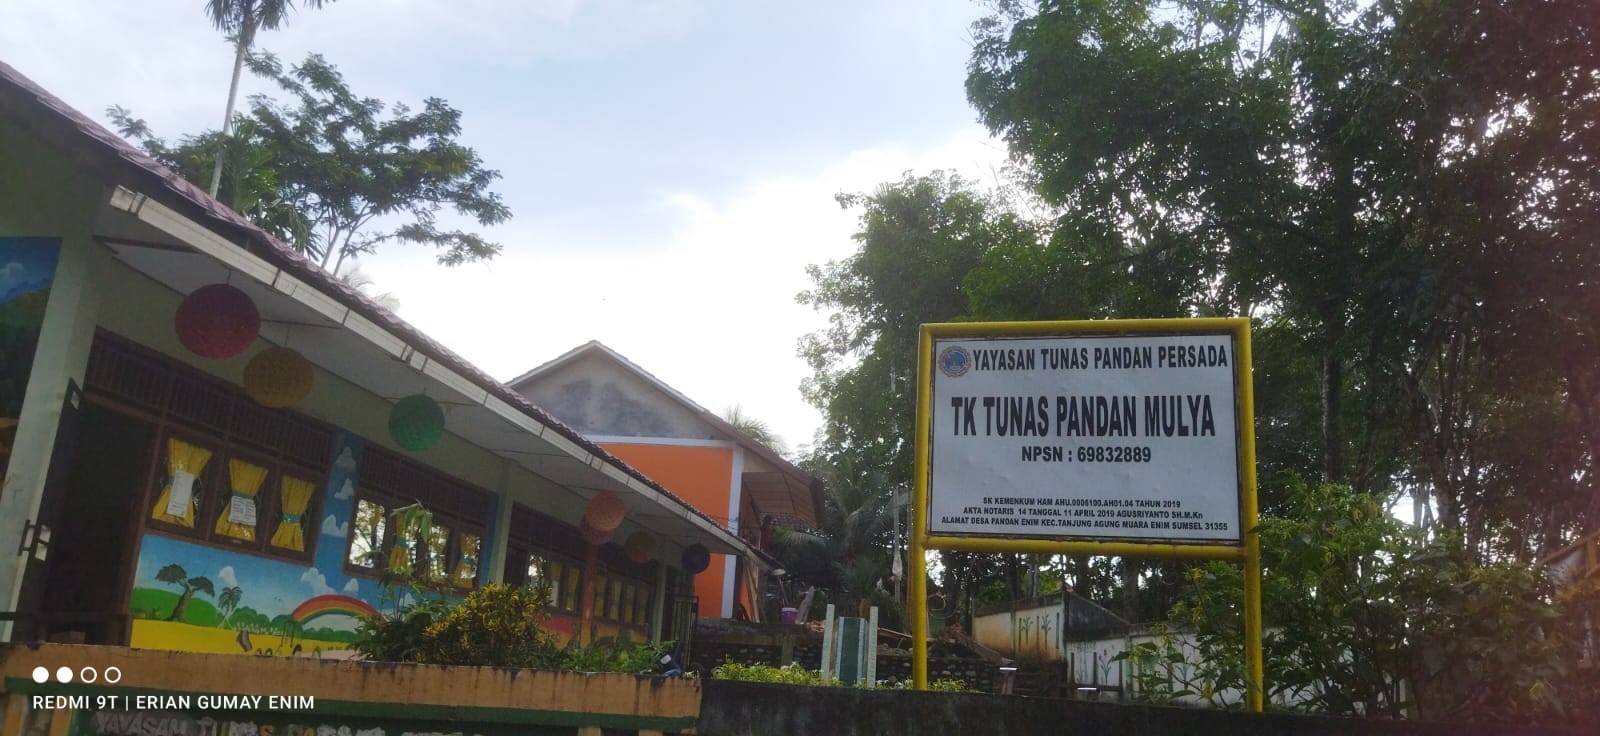 YAYASAN TUNAS PANDAN PERSADA
TK TUNAS PANDAN MULYA
NPSN : 69832889
SK KEMENKUM HAM AHU.0006100.AH01.04 TAHUN 2019
AKTA NOTARIS 14 TANGGAL 11 APRIL 2019 AGUSRIYANTO SH.M.Kn
ALAMAT DESA PANDAN ENIM KEC.TANJUNG AGUNG MUARA ENIM SUMSEL 31355
REDMI 9T | ERIAN GUMAY ENIM